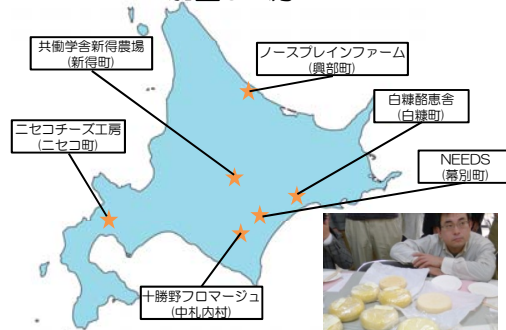 共働学舎新得農場
(新得町)
ノースプレインファーム
(興部町)
白糠酪恵舎
(白糠町)
ニセコチーズ工房
(ニセコ町)
NEEDS
(幕別町)
十勝野フロマージュ
(中札内村)